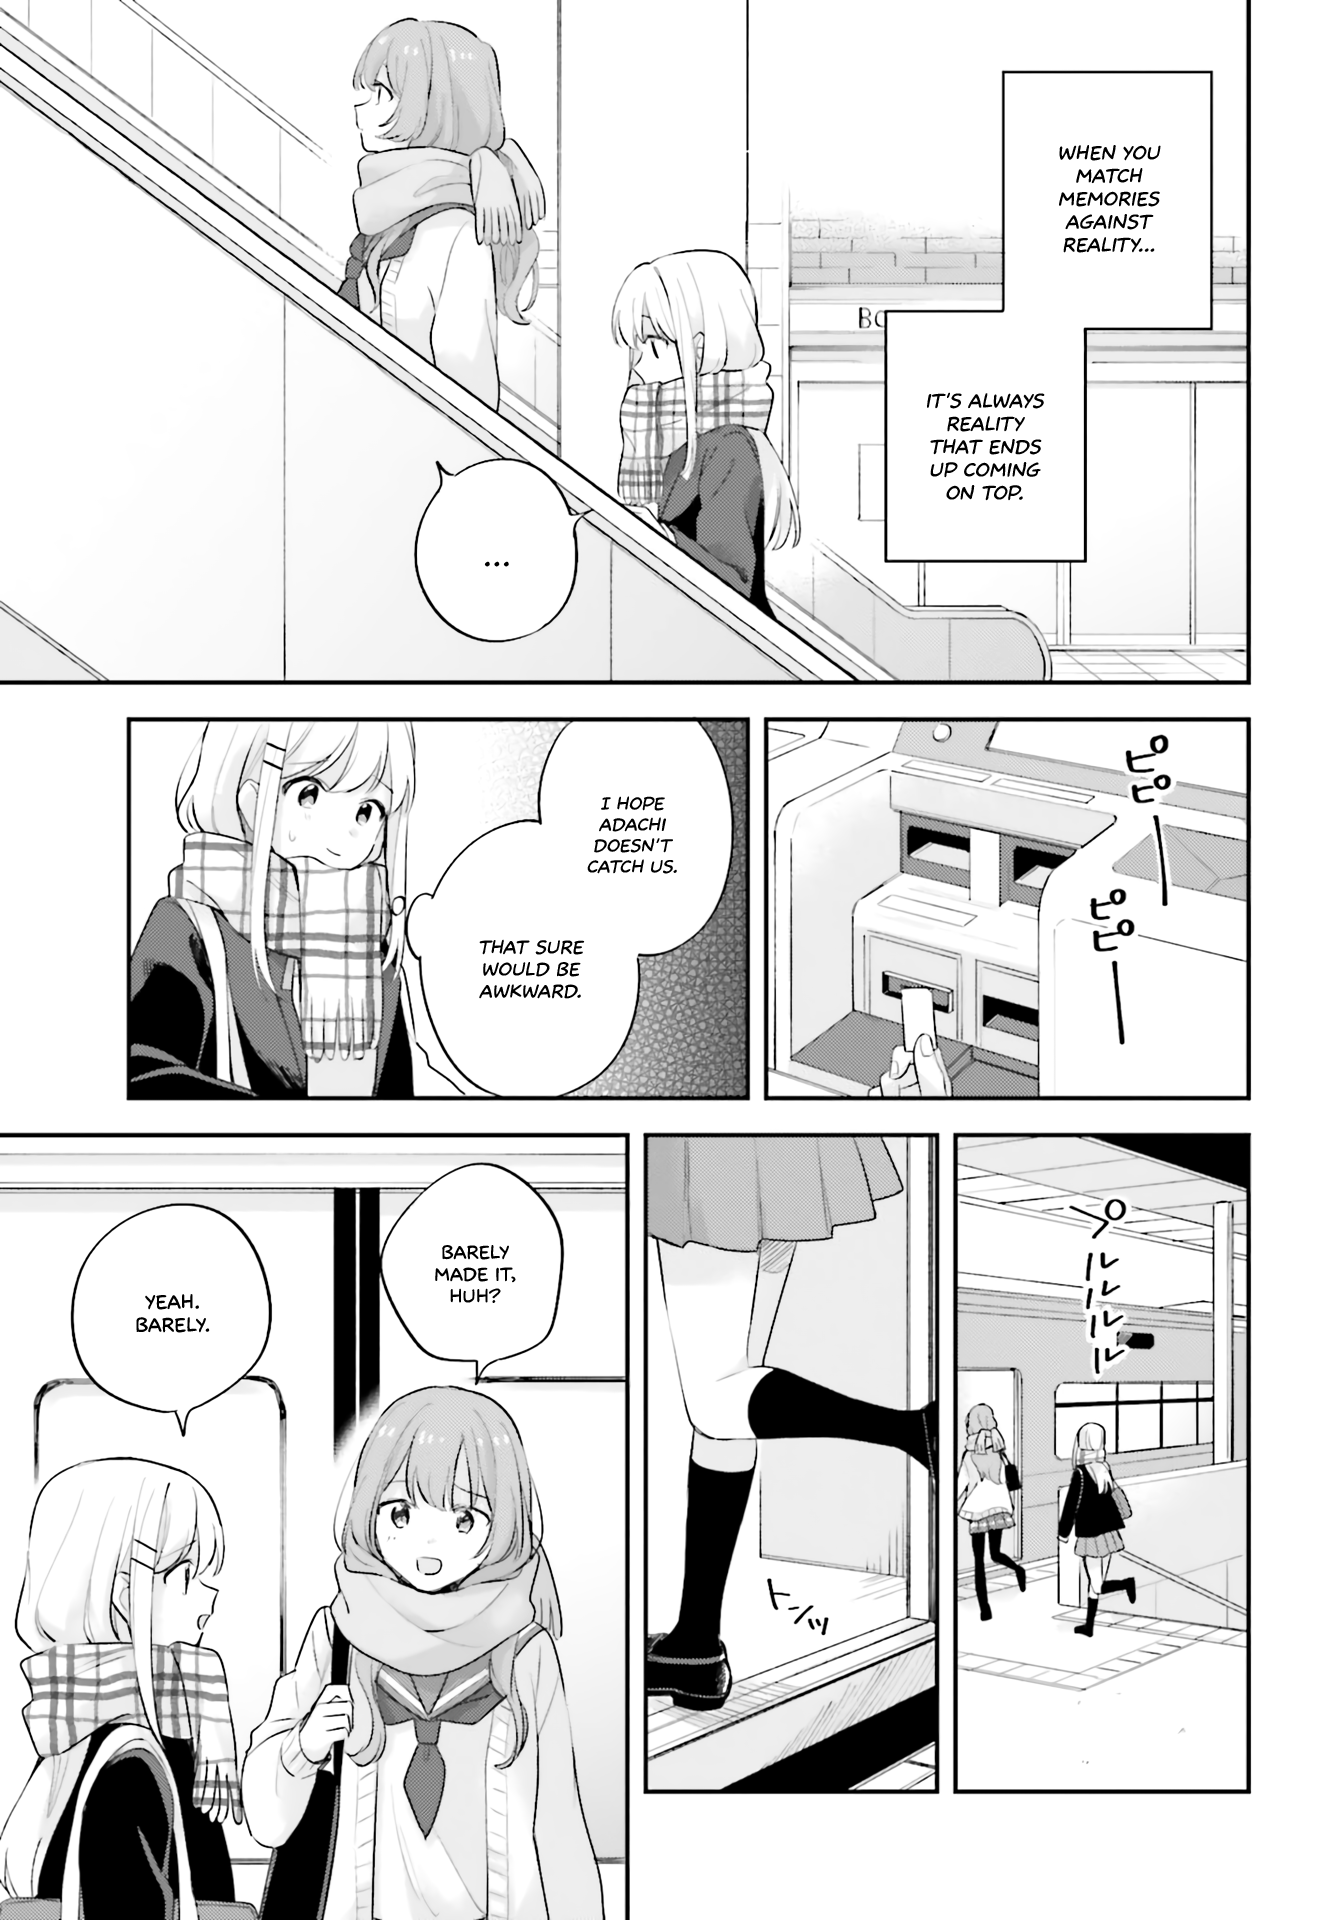 WHEN YOU
MATCH
MEMORIES
AGAINST
REALITY...
BO
IT'S ALWAYS
REALITY
THAT ENDS
UP COMING
ON TOP.
...
ピピー
ピピー
I HOPE
ADACHI
DOESN'T
CATCH US.
THAT SURE
WOULD BE
AWKWARD.
プルルルル
トンッ
BARELY
MADE IT,
HUH?
YEAH.
BARELY.